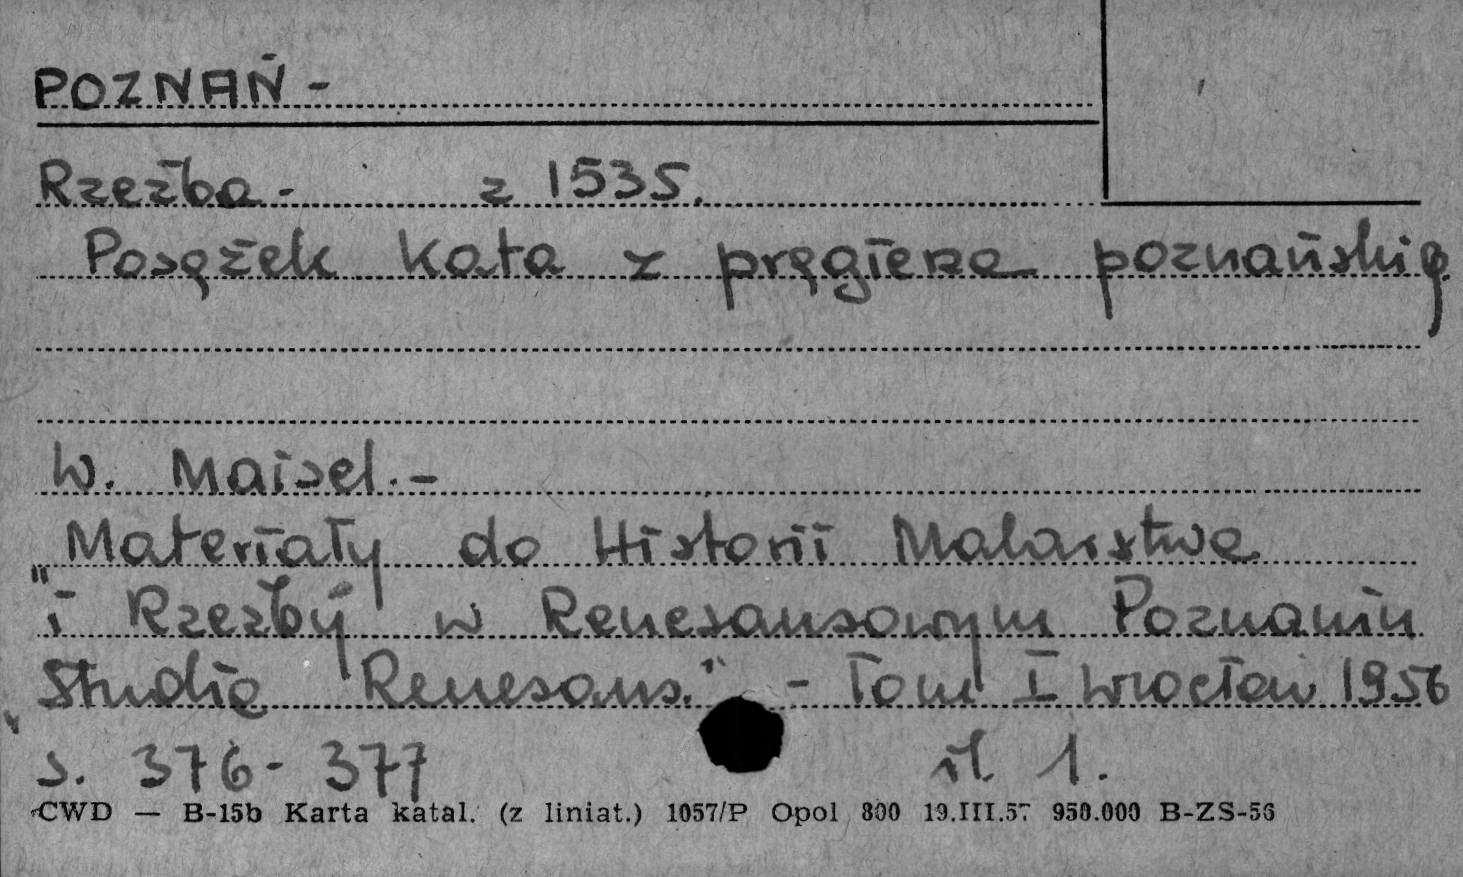 POZNAŃ -
Rzeźba - z 1535.
Posążek kata z pręgierza poznańskieg.
W. Maisel. -
Materiały do Historii Malarstwa
"i Rzeźby w Renesansowym Poznaniu
Studia Renesans." - Tom I Wrocław 1956
s. 376 - 377 il. 1.
CWD — B-15b Karta katal. (z liniat.) 1057/P Opol 800 19.III.57 950.000 B-ZS-56